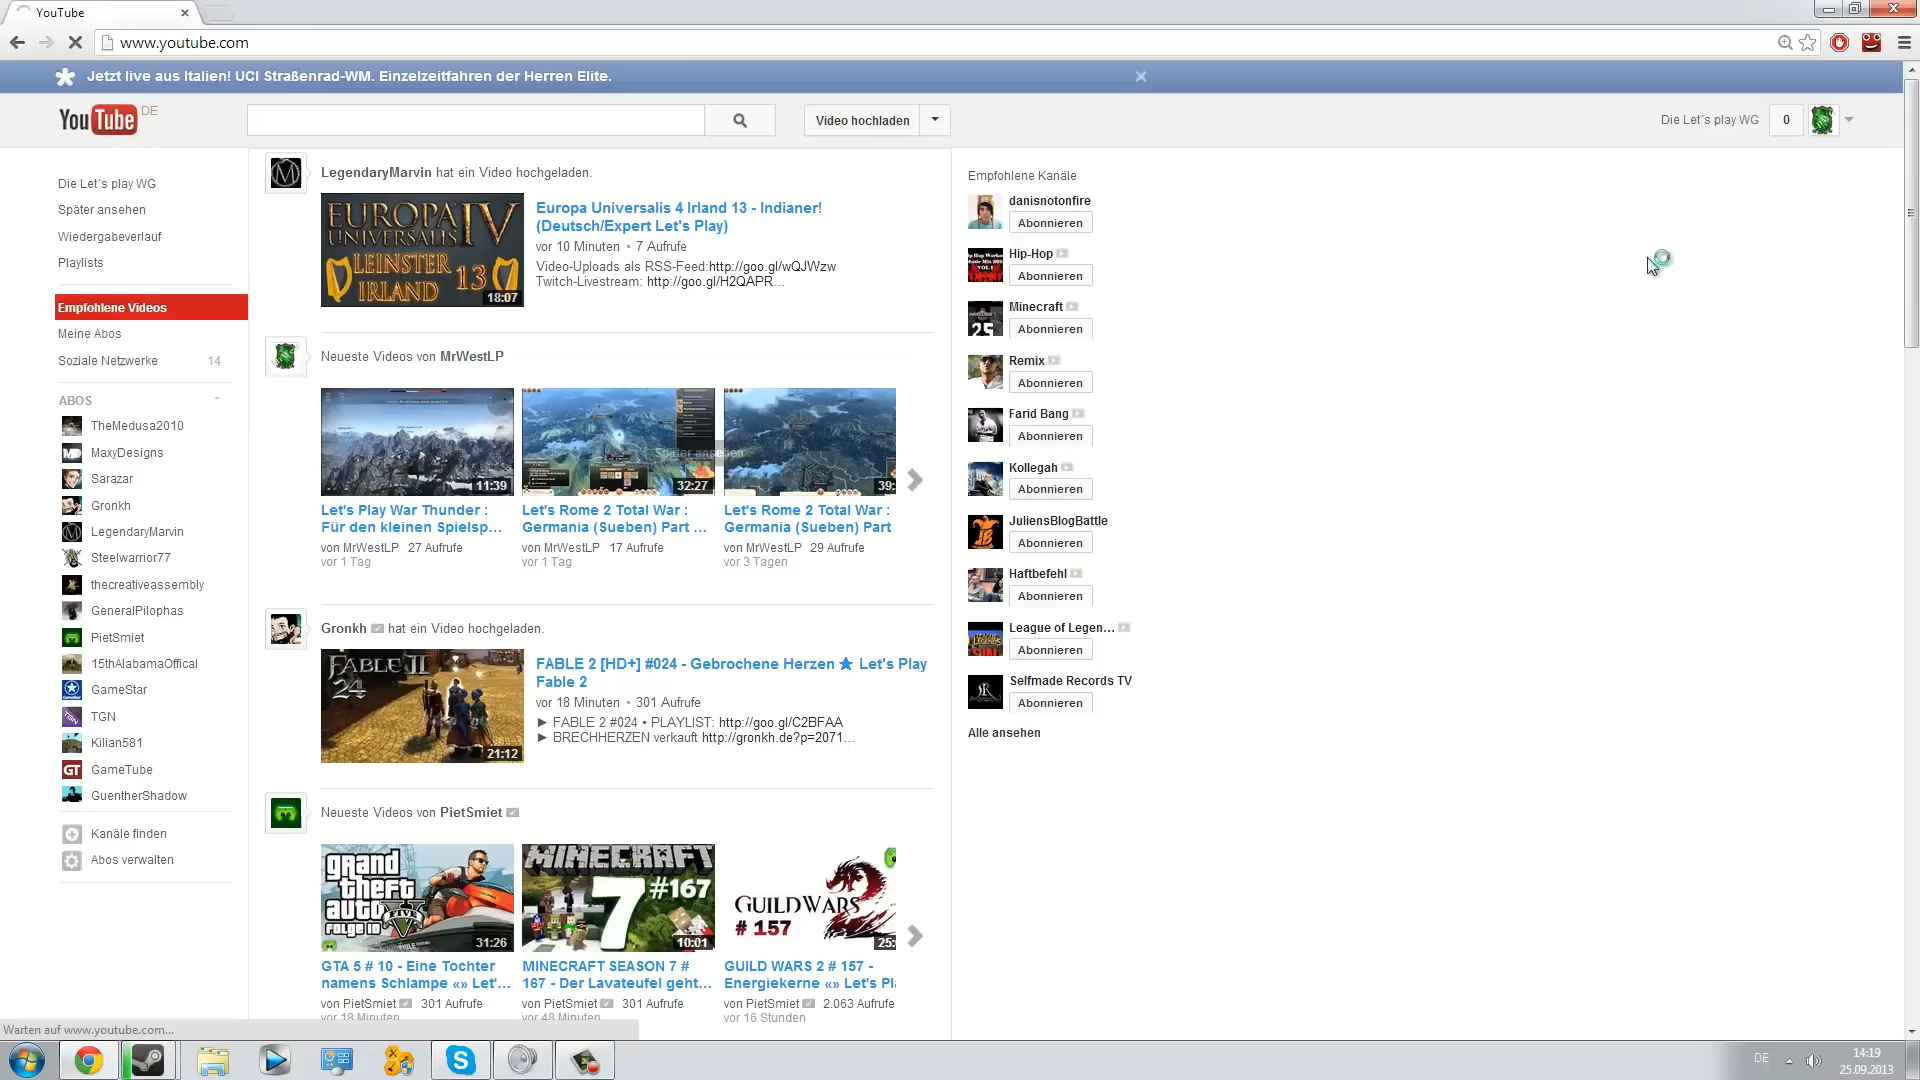 YouTube
www.youtube.com
Jetzt live aus Italien! UCI Straßenrad-WM. Einzelzeitfahren der Herren Elite.
YouTube DE
Video hochladen
Die Let´s play WG
0
Die Let´s play WG
Später ansehen
Wiedergabeverlauf
Playlists
Empfohlene Videos
Meine Abos
Soziale Netzwerke 14
ABOS
TheMedusa2010
MaxyDesigns
Sarazar
Gronkh
LegendaryMarvin
Steelwarrior77
thecreativeassembly
GeneralPilophas
PietSmiet
15thAlabamaOffical
GameStar
TGN
Kilian581
GameTube
GuentherShadow
Kanäle finden
Abos verwalten
LegendaryMarvin hat ein Video hochgeladen.
EUROPA IV
UNIVERSALIS
LEINSTER
IRLAND 13
18:07
Europa Universalis 4 Irland 13 - Indianer!
(Deutsch/Expert Let's Play)
vor 10 Minuten • 7 Aufrufe
Video-Uploads als RSS-Feed:http://goo.gl/wQJWzw
Twitch-Livestream: http://goo.gl/H2QAPR...
Neueste Videos von MrWestLP
11:39
32:27
39:
Später ansehen
Let's Play War Thunder :
Für den kleinen Spielsp...
von MrWestLP 27 Aufrufe
vor 1 Tag
Let's Rome 2 Total War :
Germania (Sueben) Part ...
von MrWestLP 17 Aufrufe
vor 1 Tag
Let's Rome 2 Total War :
Germania (Sueben) Part
von MrWestLP 29 Aufrufe
vor 3 Tagen
Gronkh hat ein Video hochgeladen.
FABLE II
24
21:12
FABLE 2 [HD+] #024 - Gebrochene Herzen ★ Let's Play
Fable 2
vor 18 Minuten • 301 Aufrufe
► FABLE 2 #024 • PLAYLIST: http://goo.gl/C2BFAA
► BRECHHERZEN verkauft http://gronkh.de?p=2071...
Neueste Videos von PietSmiet
grand
theft
auto V
FIVE
FOLGE 10
31:26
MINECRAFT
7 #167
10:01
GUILD WARS
# 157
25:
GTA 5 # 10 - Eine Tochter
namens Schlampe «» Let'...
von PietSmiet 301 Aufrufe
vor 18 Minuten
MINECRAFT SEASON 7 #
167 - Der Lavateufel geht...
von PietSmiet 301 Aufrufe
vor 48 Minuten
GUILD WARS 2 # 157 -
Energiekerne «» Let's Pl
von PietSmiet 2.063 Aufrufe
vor 16 Stunden
Empfohlene Kanäle
danisnotonfire
Abonnieren
Hip-Hop
Abonnieren
Minecraft
25
Abonnieren
Remix
Abonnieren
Farid Bang
Abonnieren
Kollegah
Abonnieren
JuliensBlogBattle
Abonnieren
Haftbefehl
Abonnieren
League of Legen...
Abonnieren
Selfmade Records TV
Abonnieren
Alle ansehen
Warten auf www.youtube.com...
DE
14:19
25.09.2013